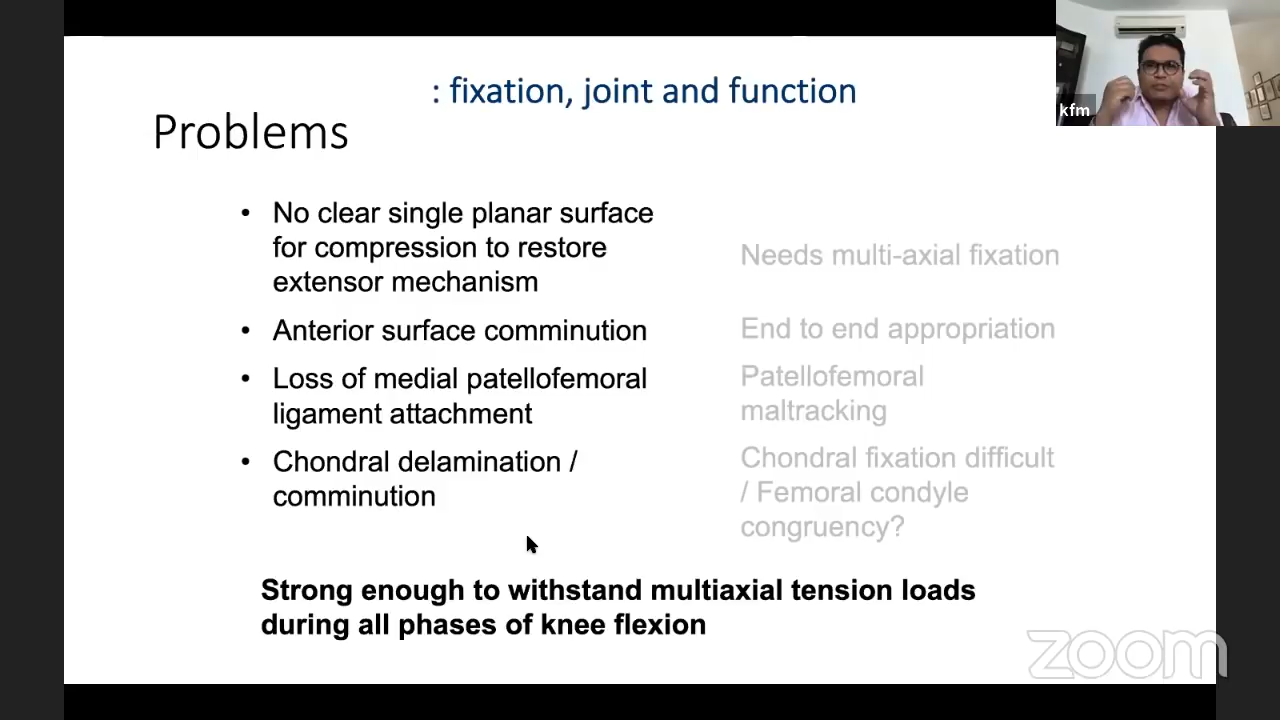 : fixation, joint and function
Problems
kfm
• No clear single planar surface
for compression to restore
extensor mechanism
• Anterior surface comminution
• Loss of medial patellofemoral
ligament attachment
• Chondral delamination /
comminution
Needs multi-axial fixation
End to end appropriation
Patellofemoral
maltracking
Chondral fixation difficult
/ Femoral condyle
congruency?
Strong enough to withstand multiaxial tension loads
during all phases of knee flexion
zoom